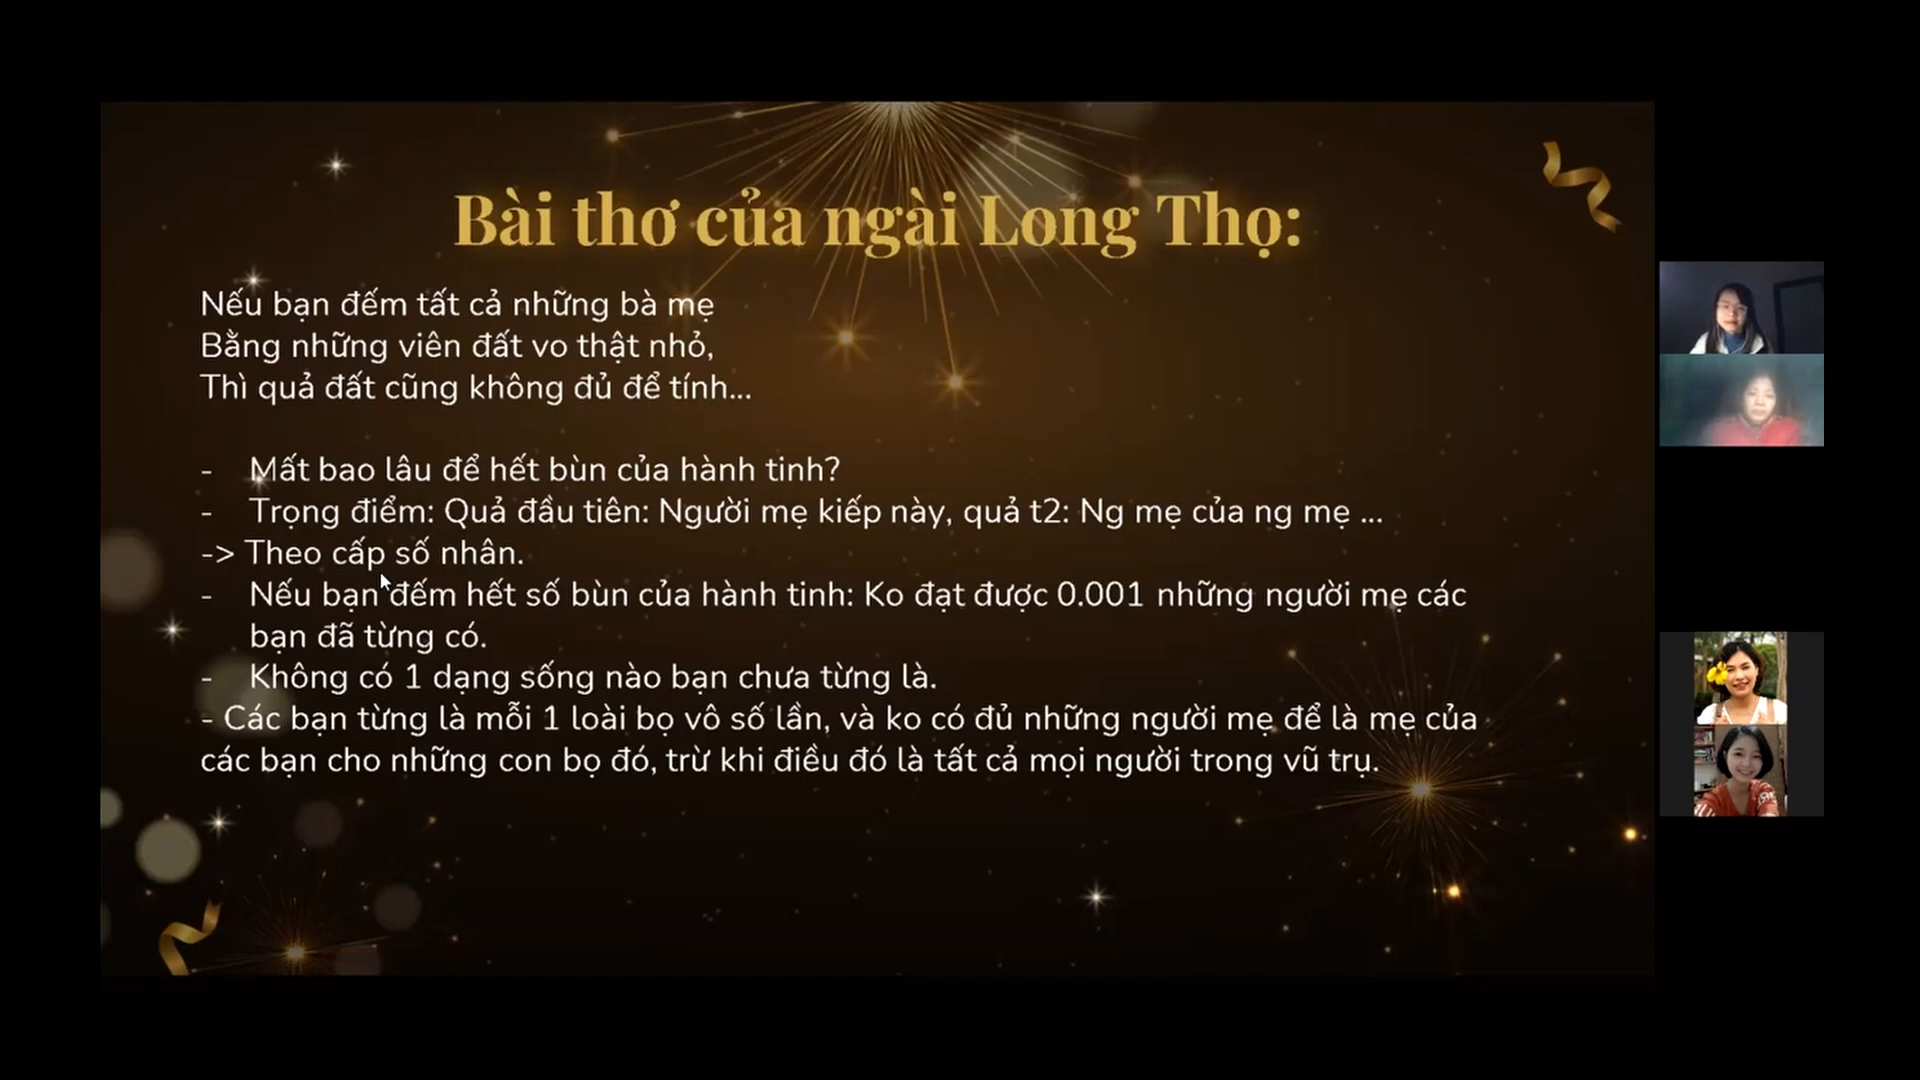 Bài thơ của ngài Long Thọ:
Nếu bạn đếm tất cả những bà mẹ
Bằng những viên đất vo thật nhỏ,
Thì quả đất cũng không đủ để tính...
- Mất bao lâu để hết bùn của hành tinh?
- Trọng điểm: Quả đầu tiên: Người mẹ kiếp này, quả t2: Ng mẹ của ng mẹ ...
-> Theo cấp số nhân.
- Nếu bạn đếm hết số bùn của hành tinh: Ko đạt được 0.001 những người mẹ các
bạn đã từng có.
- Không có 1 dạng sống nào bạn chưa từng là.
- Các bạn từng là mỗi 1 loài bọ vô số lần, và ko có đủ những người mẹ để là mẹ của
các bạn cho những con bọ đó, trừ khi điều đó là tất cả mọi người trong vũ trụ.